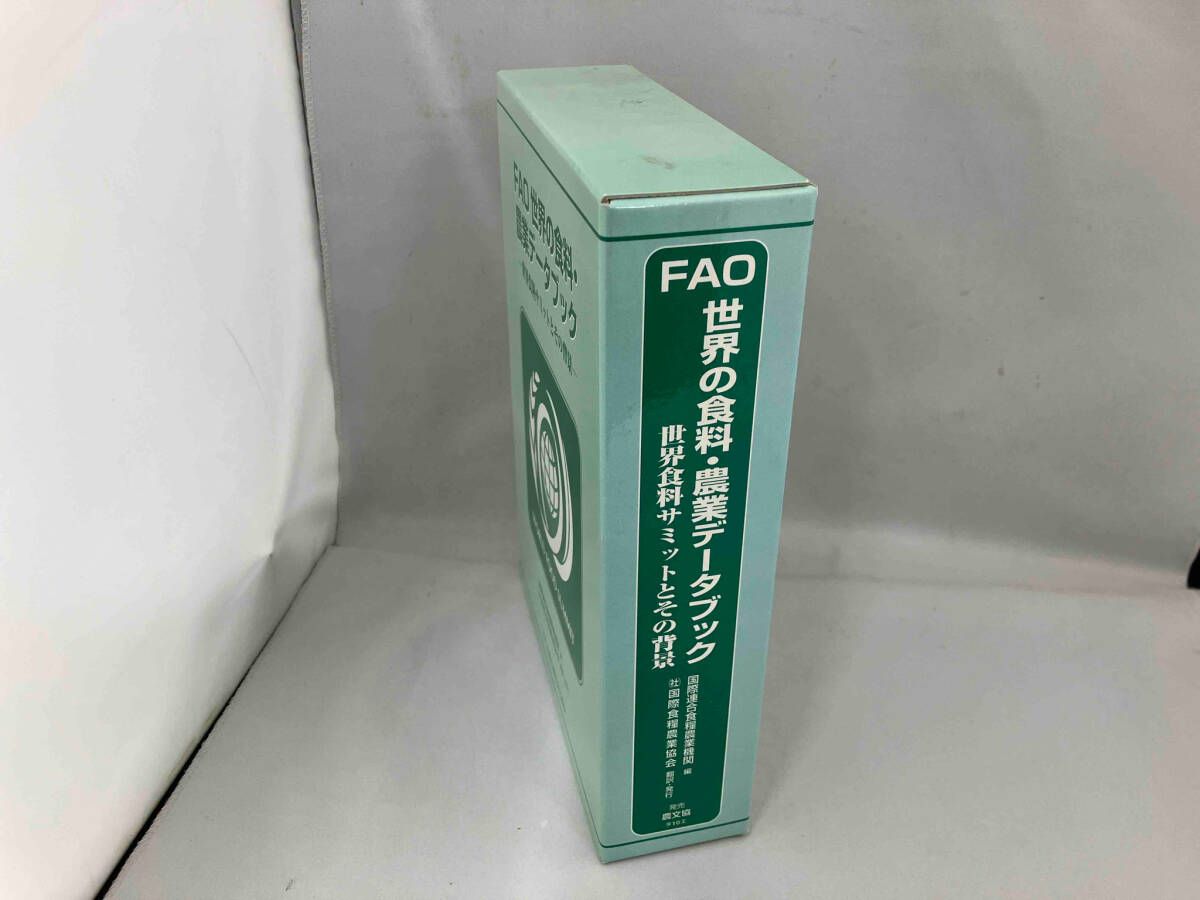 FAO 世界の食料・
農業データブック
FAO
世界の食料・農業データブック
世界食料サミットとその背景
国際連合食糧農業機関 編
㈳国際食糧農業協会 翻訳・発行
発売
農文協